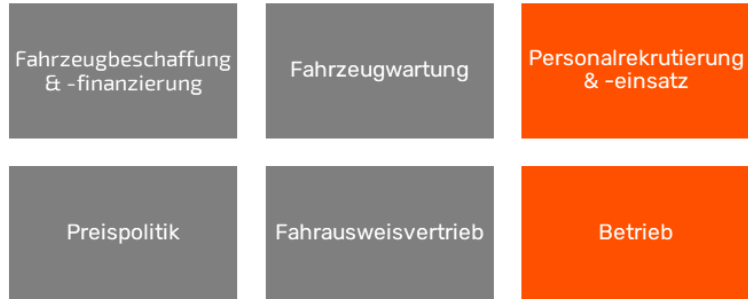 Fahrzeugbeschaffung
& -finanzierung
Fahrzeugwartung
Personalrekrutierung
& -einsatz
Preispolitik
Fahrausweisvertrieb
Betrieb